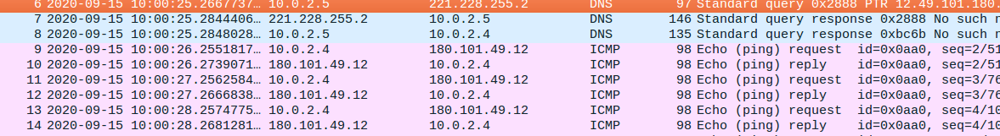 6 2020-09-15 10:00:25.2667737… 10.0.2.5 221.228.255.2 DNS 97 Standard query 0x2888 PTR 12.49.101.180.
7 2020-09-15 10:00:25.2844406… 221.228.255.2 10.0.2.5 DNS 146 Standard query response 0x2888 No such n
8 2020-09-15 10:00:25.2848028… 10.0.2.5 10.0.2.4 DNS 135 Standard query response 0xbc6b No such n
9 2020-09-15 10:00:26.2551817… 10.0.2.4 180.101.49.12 ICMP 98 Echo (ping) request id=0x0aa0, seq=2/51
10 2020-09-15 10:00:26.2739071… 180.101.49.12 10.0.2.4 ICMP 98 Echo (ping) reply id=0x0aa0, seq=2/51
11 2020-09-15 10:00:27.2562584… 10.0.2.4 180.101.49.12 ICMP 98 Echo (ping) request id=0x0aa0, seq=3/76
12 2020-09-15 10:00:27.2666838… 180.101.49.12 10.0.2.4 ICMP 98 Echo (ping) reply id=0x0aa0, seq=3/76
13 2020-09-15 10:00:28.2574775… 10.0.2.4 180.101.49.12 ICMP 98 Echo (ping) request id=0x0aa0, seq=4/10
14 2020-09-15 10:00:28.2681281… 180.101.49.12 10.0.2.4 ICMP 98 Echo (ping) reply id=0x0aa0, seq=4/10